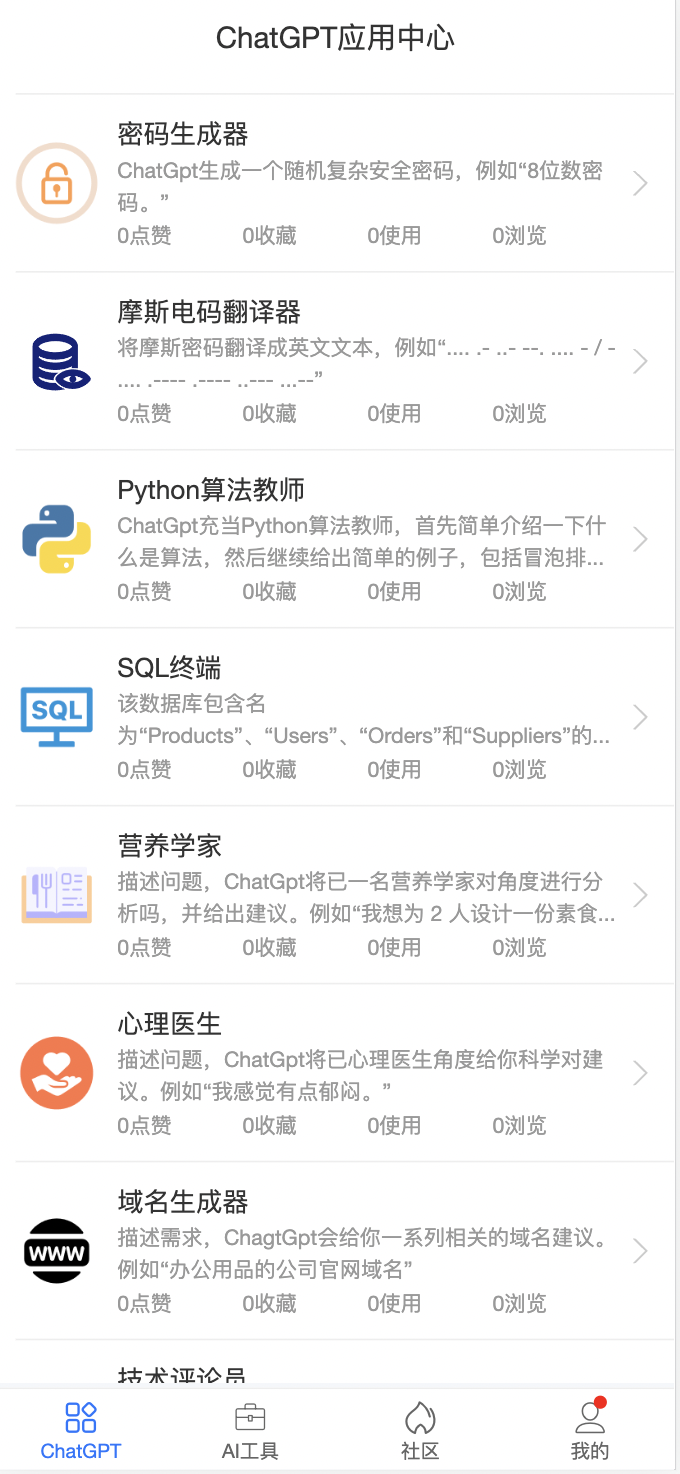 ChatGPT应用中心
密码生成器
ChatGpt生成一个随机复杂安全密码，例如“8位数密
码。”
0点赞 0收藏 0使用 0浏览
摩斯电码翻译器
将摩斯密码翻译成英文文本，例如“.... .- ..- --. .... - / -
.... .---- .---- ..--- ...--”
0点赞 0收藏 0使用 0浏览
Python算法教师
ChatGpt充当Python算法教师，首先简单介绍一下什
么是算法，然后继续给出简单的例子，包括冒泡排...
0点赞 0收藏 0使用 0浏览
SQL
SQL终端
该数据库包含名
为“Products”、“Users”、“Orders”和“Suppliers”的...
0点赞 0收藏 0使用 0浏览
营养学家
描述问题，ChatGpt将已一名营养学家对角度进行分
析吗，并给出建议。例如“我想为 2 人设计一份素食...
0点赞 0收藏 0使用 0浏览
心理医生
描述问题，ChatGpt将已心理医生角度给你科学对建
议。例如“我感觉有点郁闷。”
0点赞 0收藏 0使用 0浏览
WWW
域名生成器
描述需求，ChagtGpt会给你一系列相关的域名建议。
例如“办公用品的公司官网域名”
0点赞 0收藏 0使用 0浏览
技术评论员
ChatGPT AI工具 社区 我的